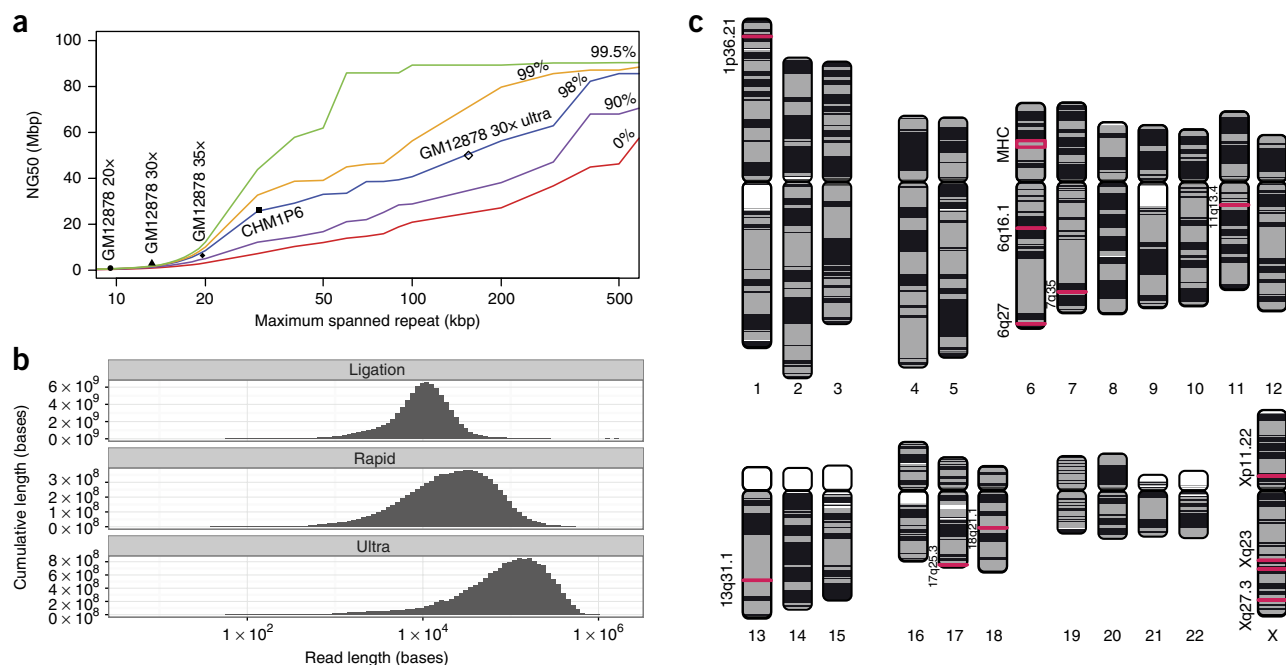 a
100
80
60
40
20
0
NG50 (Mbp)
GM12878 20×
GM12878 30×
GM12878 35×
CHM1P6
GM12878 30× ultra
99.5%
99%
98%
90%
0%
10 20 50 100 200 500
Maximum spanned repeat (kbp)
b
Cumulative length (bases)
Ligation
6 × 10⁹
4 × 10⁹
2 × 10⁹
0 × 10⁹
Rapid
3 × 10⁸
2 × 10⁸
1 × 10⁸
0 × 10⁸
Ultra
8 × 10⁸
6 × 10⁸
4 × 10⁸
2 × 10⁸
0 × 10⁸
1 × 10² 1 × 10⁴ 1 × 10⁶
Read length (bases)
c
1p36.21
MHC
6q16.1
6q27
7q35
11q13.4
1 2 3 4 5 6 7 8 9 10 11 12
13q31.1
17q25.3
18q21.1
Xp11.22
Xq23
Xq27.3
13 14 15 16 17 18 19 20 21 22 X